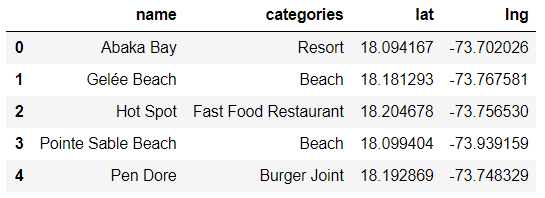 name categories lat lng
0 Abaka Bay Resort 18.094167 -73.702026
1 Gelée Beach Beach 18.181293 -73.767581
2 Hot Spot Fast Food Restaurant 18.204678 -73.756530
3 Pointe Sable Beach Beach 18.099404 -73.939159
4 Pen Dore Burger Joint 18.192869 -73.748329